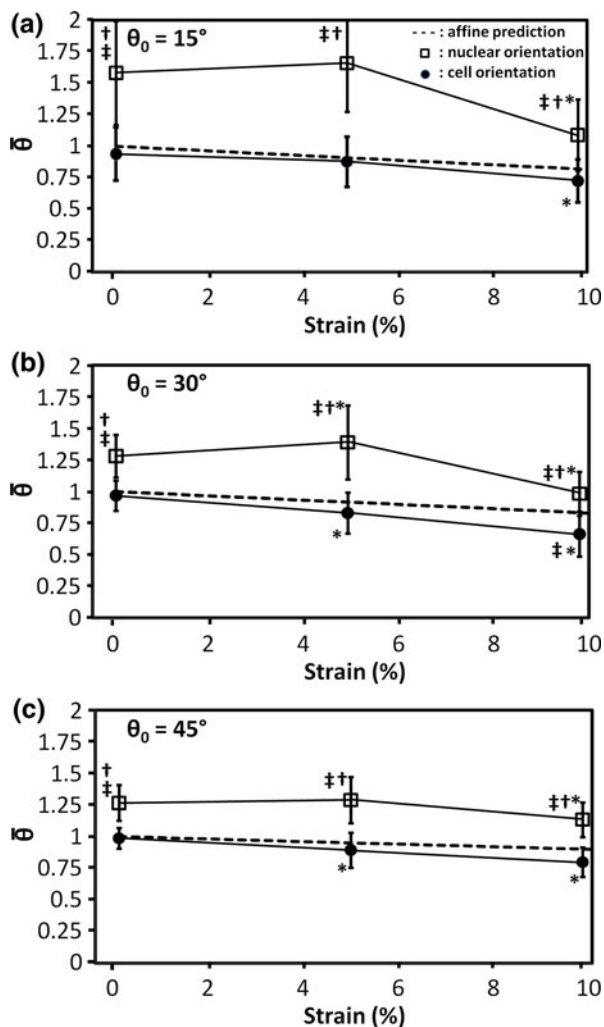 (a)
θ₀ = 15°
----- : affine prediction
□ : nuclear orientation
● : cell orientation
†
‡
‡†
‡†*
*
2
1.75
1.5
1.25
1
0.75
0.5
0.25
0
θ̅
0 2 4 6 8 10
Strain (%)
(b)
θ₀ = 30°
†
‡
‡†*
‡†*
*
‡*
2
1.75
1.5
1.25
1
0.75
0.5
0.25
0
θ̅
0 2 4 6 8 10
Strain (%)
(c)
θ₀ = 45°
†
‡
‡†
‡†*
*
*
2
1.75
1.5
1.25
1
0.75
0.5
0.25
0
θ̅
0 2 4 6 8 10
Strain (%)